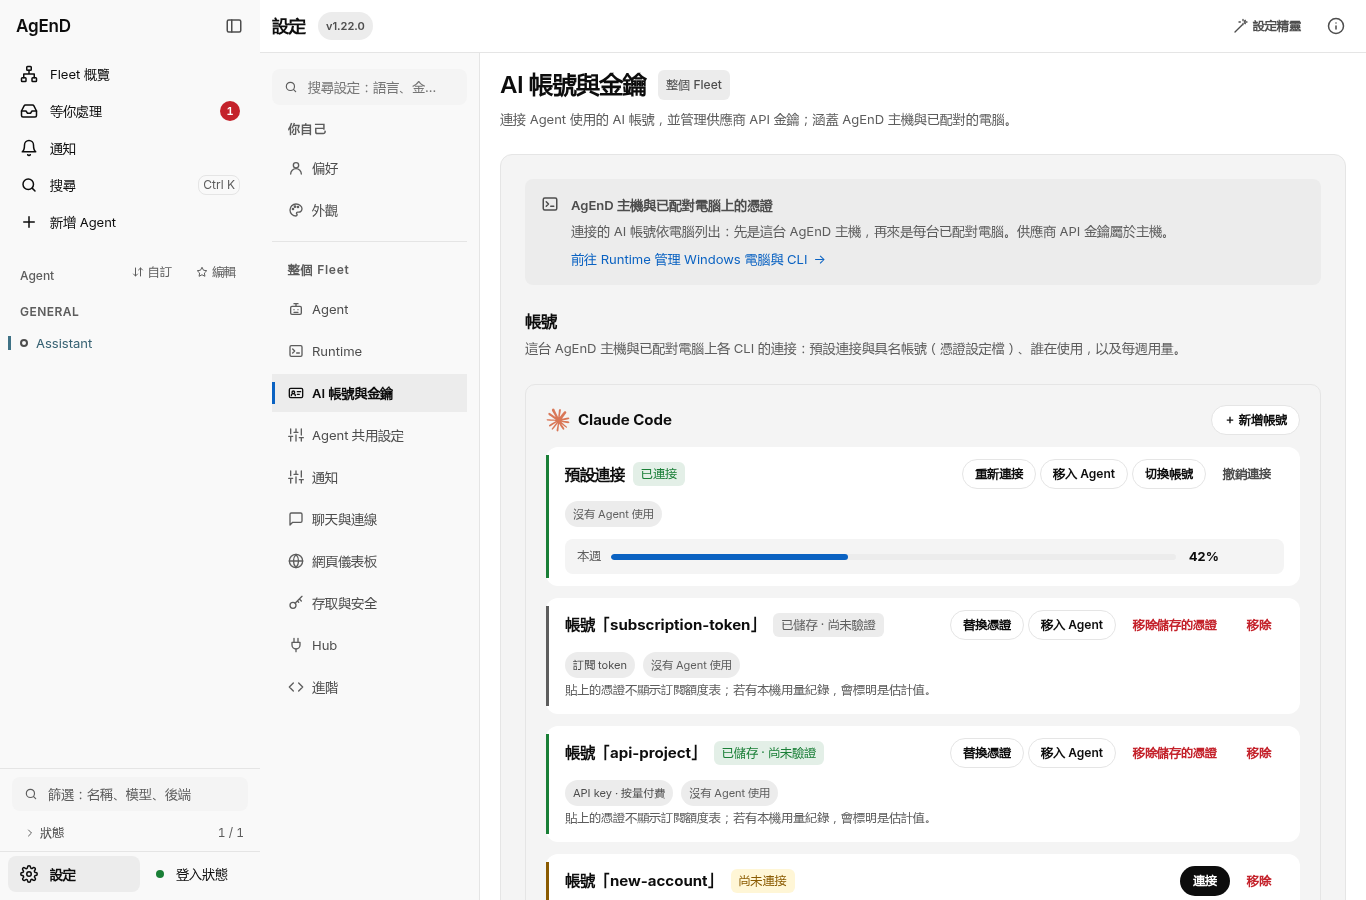 AgEnD
Fleet 概覽
等你處理
1
通知
搜尋
Ctrl K
新增 Agent
Agent
自訂
編輯
GENERAL
Assistant
篩選：名稱、模型、後端
狀態
1 / 1
設定
登入狀態
設定
v1.22.0
設定精靈
搜尋設定：語言、金...
你自己
偏好
外觀
整個 Fleet
Agent
Runtime
AI 帳號與金鑰
Agent 共用設定
通知
聊天與連線
網頁儀表板
存取與安全
Hub
進階
AI 帳號與金鑰
整個 Fleet
連接 Agent 使用的 AI 帳號，並管理供應商 API 金鑰；涵蓋 AgEnD 主機與已配對的電腦。
AgEnD 主機與已配對電腦上的憑證
連接的 AI 帳號依電腦列出：先是這台 AgEnD 主機，再來是每台已配對電腦。供應商 API 金鑰屬於主機。
前往 Runtime 管理 Windows 電腦與 CLI →
帳號
這台 AgEnD 主機與已配對電腦上各 CLI 的連接：預設連接與具名帳號（憑證設定檔）、誰在使用，以及每週用量。
Claude Code
+ 新增帳號
預設連接
已連接
重新連接
移入 Agent
切換帳號
撤銷連接
沒有 Agent 使用
本週
42%
帳號「subscription-token」
已儲存 · 尚未驗證
替換憑證
移入 Agent
移除儲存的憑證
移除
訂閱 token
沒有 Agent 使用
貼上的憑證不顯示訂閱額度表；若有本機用量紀錄，會標明是估計值。
帳號「api-project」
已儲存 · 尚未驗證
替換憑證
移入 Agent
移除儲存的憑證
移除
API key · 按量付費
沒有 Agent 使用
貼上的憑證不顯示訂閱額度表；若有本機用量紀錄，會標明是估計值。
帳號「new-account」
尚未連接
連接
移除